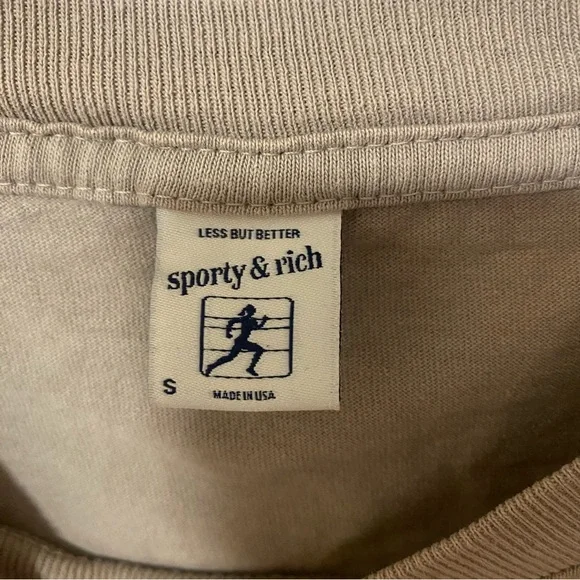 LESS BUT BETTER
sporty & rich
S
MADE IN USA